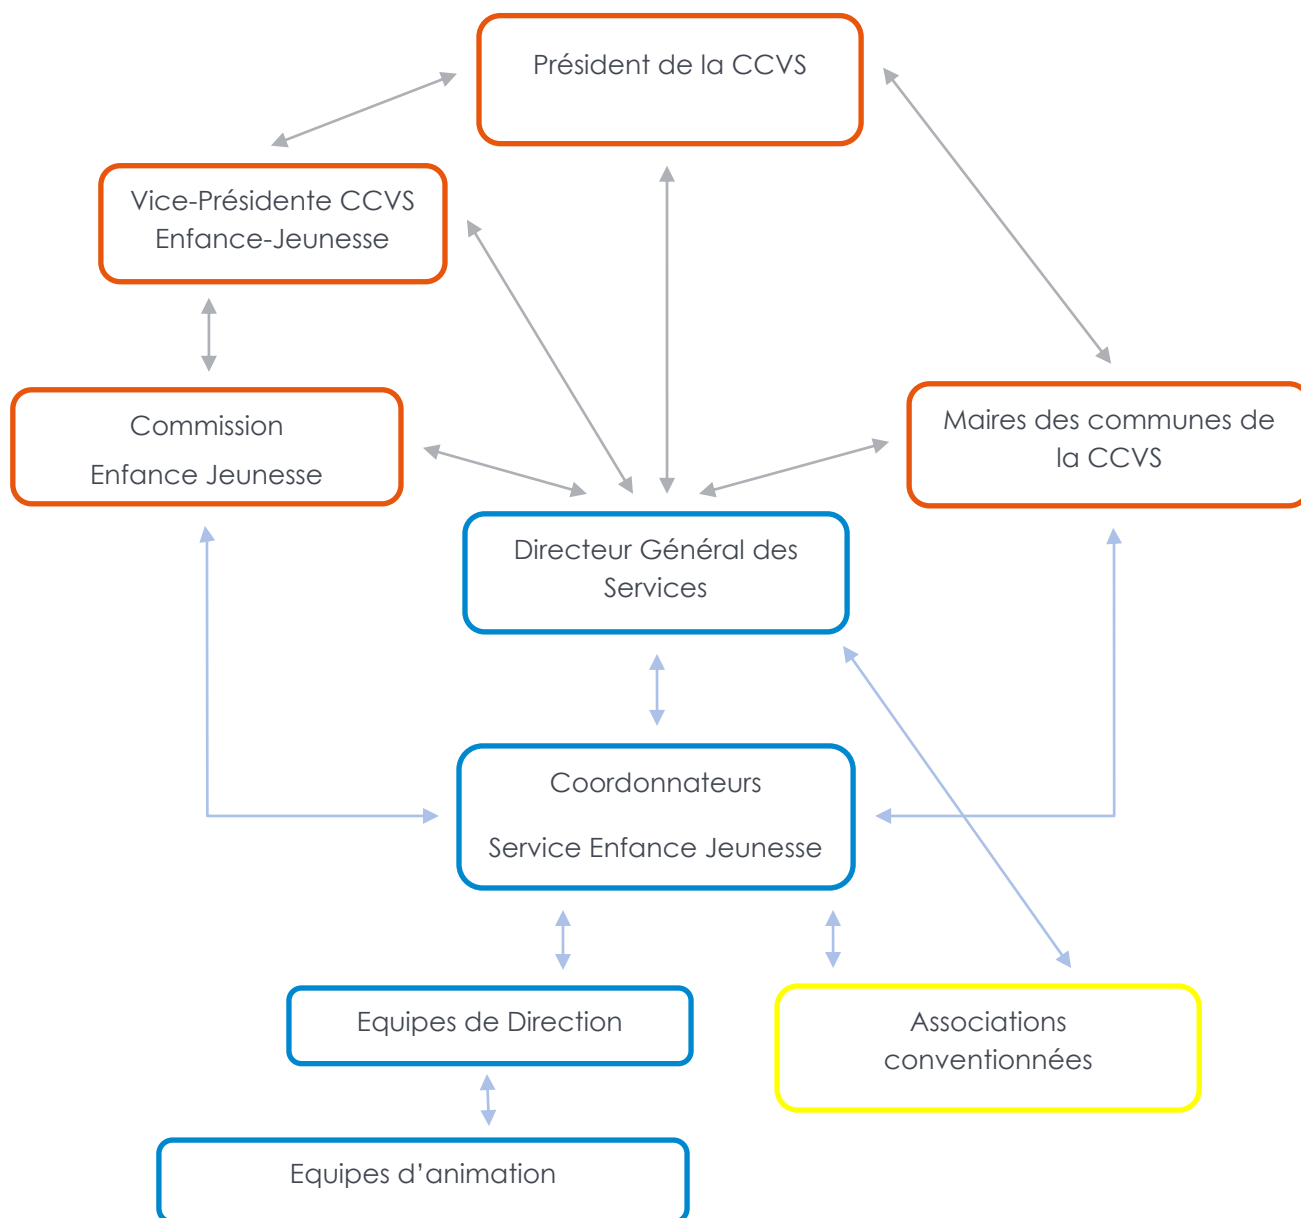 Président de la CCVS
Vice-Présidente CCVS
Enfance-Jeunesse
Commission
Enfance Jeunesse
Maires des communes de
la CCVS
Directeur Général des
Services
Coordonnateurs
Service Enfance Jeunesse
Equipes de Direction
Associations
conventionnées
Equipes d’animation